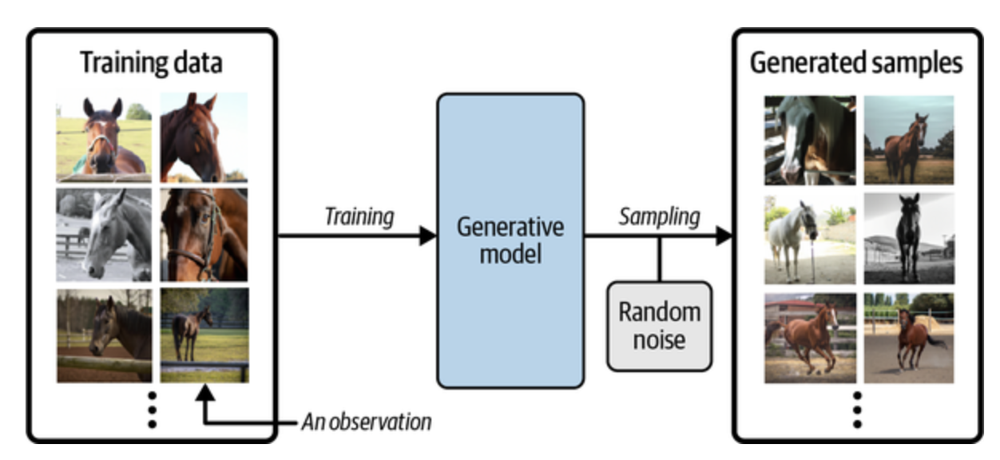 Training data
Generated samples
Training
Generative
model
Sampling
Random
noise
An observation